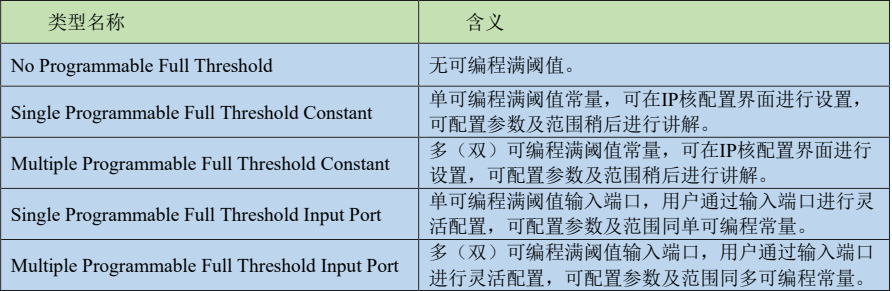 类型名称 含义
No Programmable Full Threshold 无可编程满阈值。
Single Programmable Full Threshold Constant 单可编程满阈值常量，可在IP核配置界面进行设置，
可配置参数及范围稍后进行讲解。
Multiple Programmable Full Threshold Constant 多（双）可编程满阈值常量，可在IP核配置界面进行
设置，可配置参数及范围稍后进行讲解。
Single Programmable Full Threshold Input Port 单可编程满阈值输入端口，用户通过输入端口进行灵
活配置，可配置参数及范围同单可编程常量。
Multiple Programmable Full Threshold Input Port 多（双）可编程满阈值输入端口，用户通过输入端口
进行灵活配置，可配置参数及范围同多可编程常量。